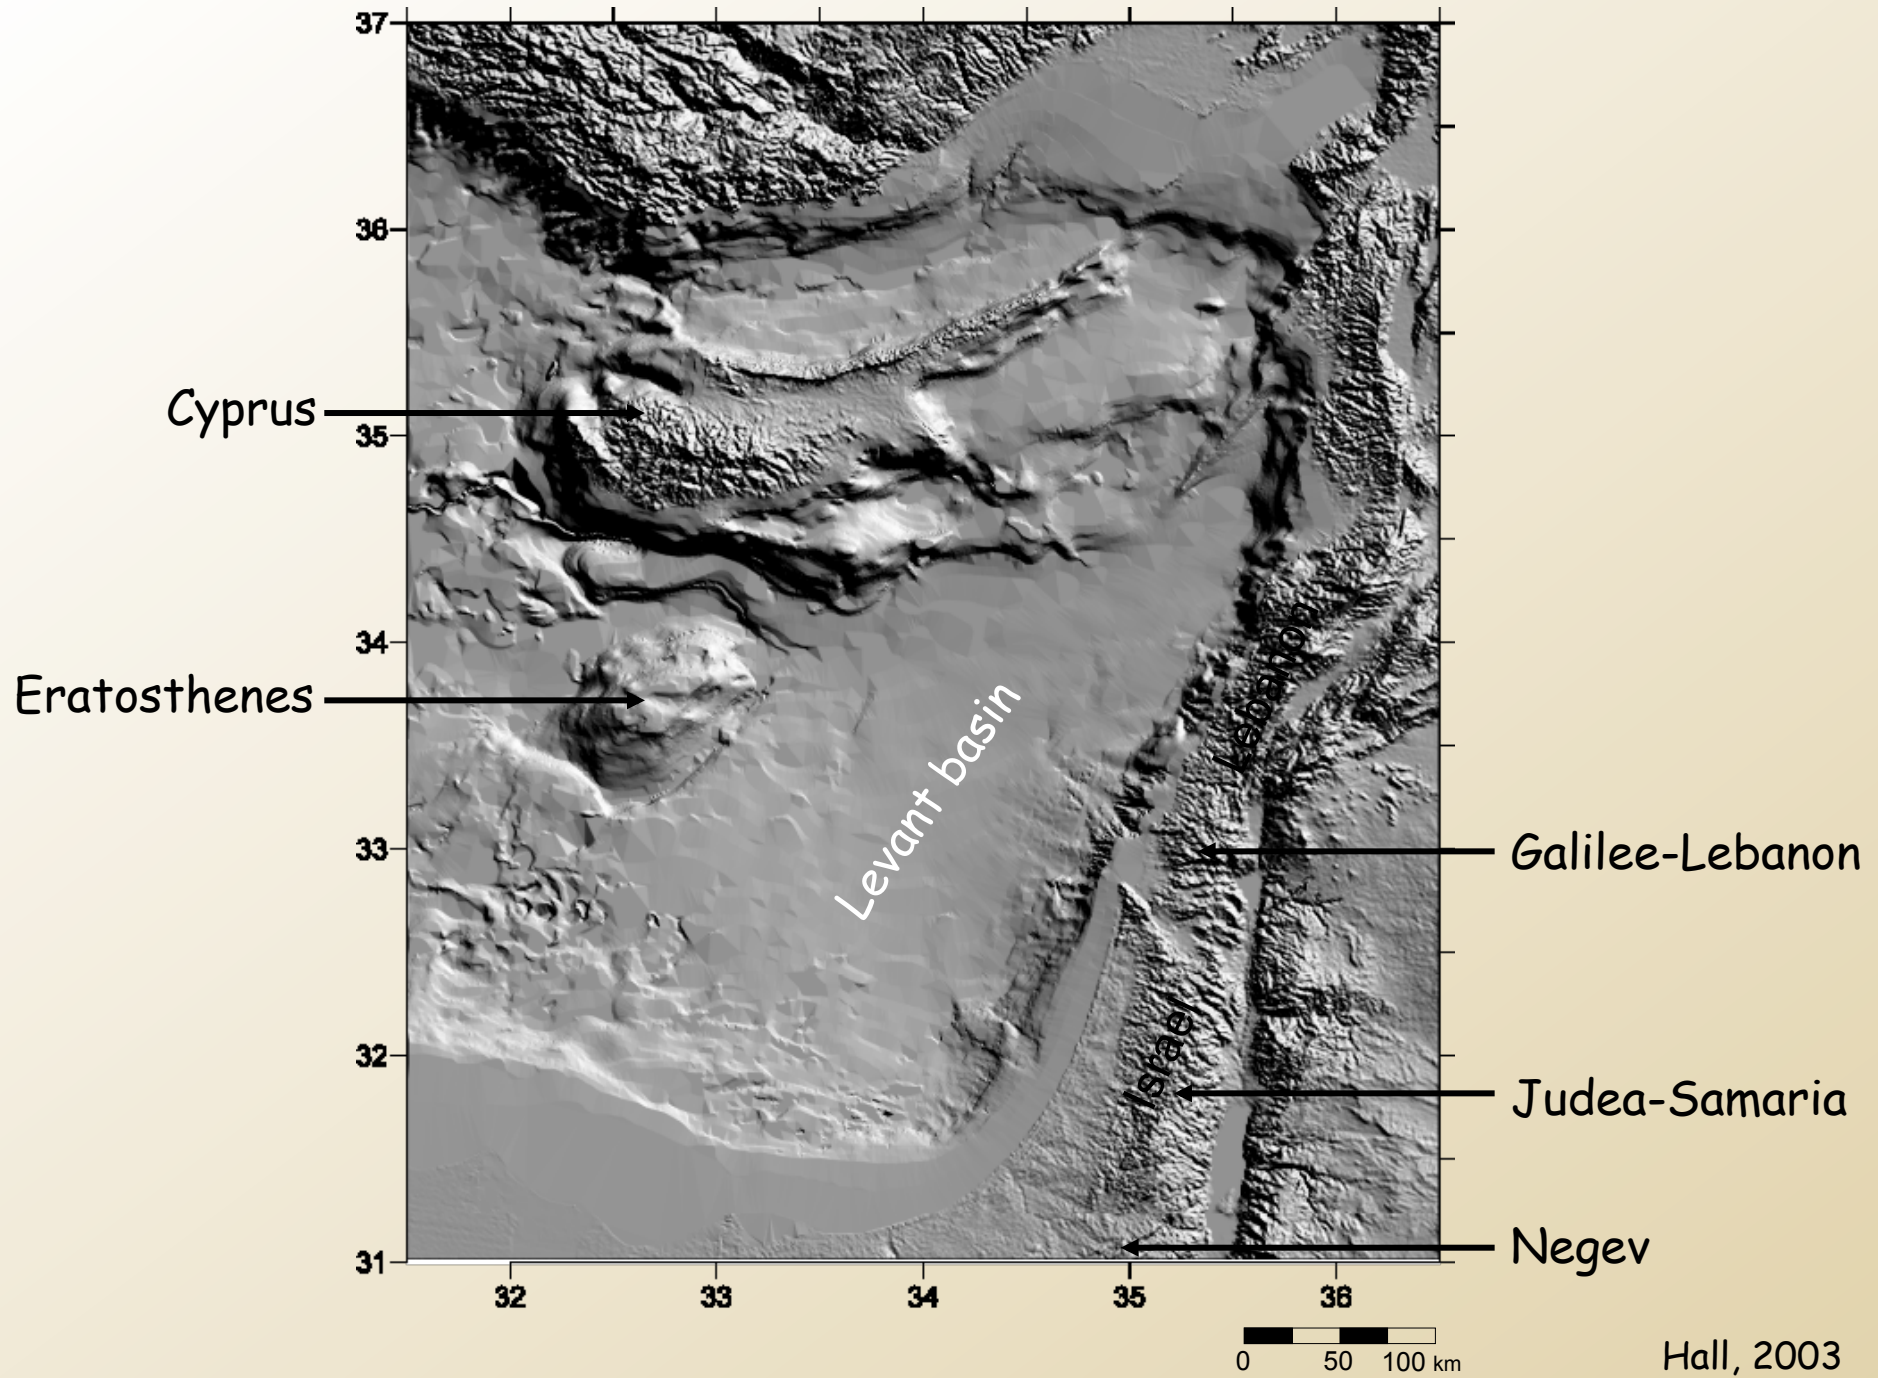 37
36
Cyprus
35
34
Eratosthenes
Lebanon
Levant basin
33
Galilee-Lebanon
32
Israel
Judea-Samaria
31
Negev
32 33 34 35 36
0 50 100 km
Hall, 2003